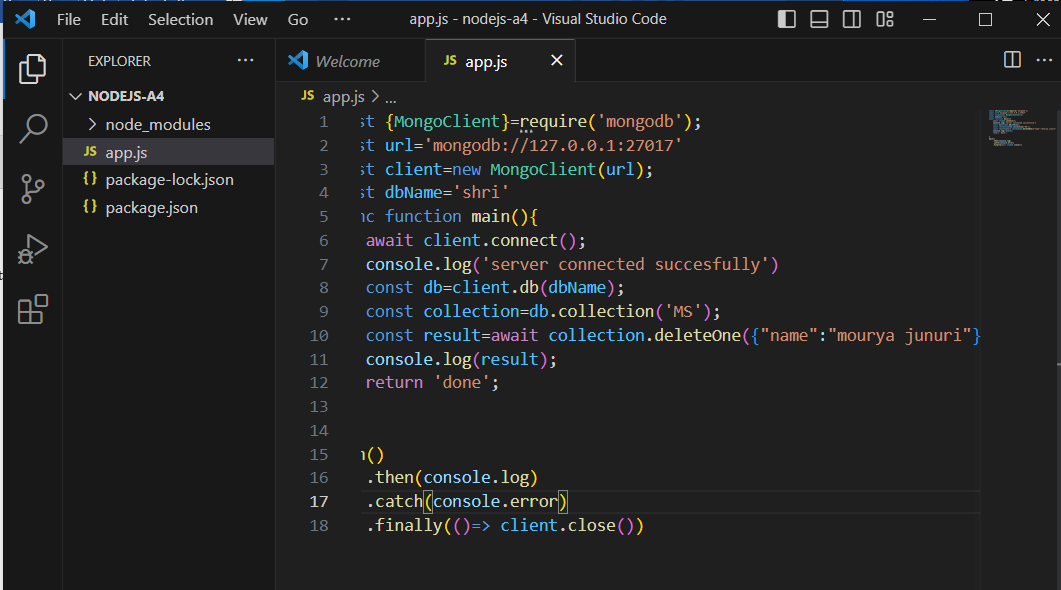 File Edit Selection View Go ··· app.js - nodejs-a4 - Visual Studio Code
EXPLORER ···
NODEJS-A4
node_modules
JS app.js
{} package-lock.json
{} package.json
Welcome
JS app.js
JS app.js > ...
1 st {MongoClient}=require('mongodb');
2 st url='mongodb://127.0.0.1:27017'
3 st client=new MongoClient(url);
4 st dbName='shri'
5 nc function main(){
6 await client.connect();
7 console.log('server connected succesfully')
8 const db=client.db(dbName);
9 const collection=db.collection('MS');
10 const result=await collection.deleteOne({"name":"mourya junuri"}
11 console.log(result);
12 return 'done';
13
14
15 n()
16 .then(console.log)
17 .catch(console.error)
18 .finally(()=> client.close())